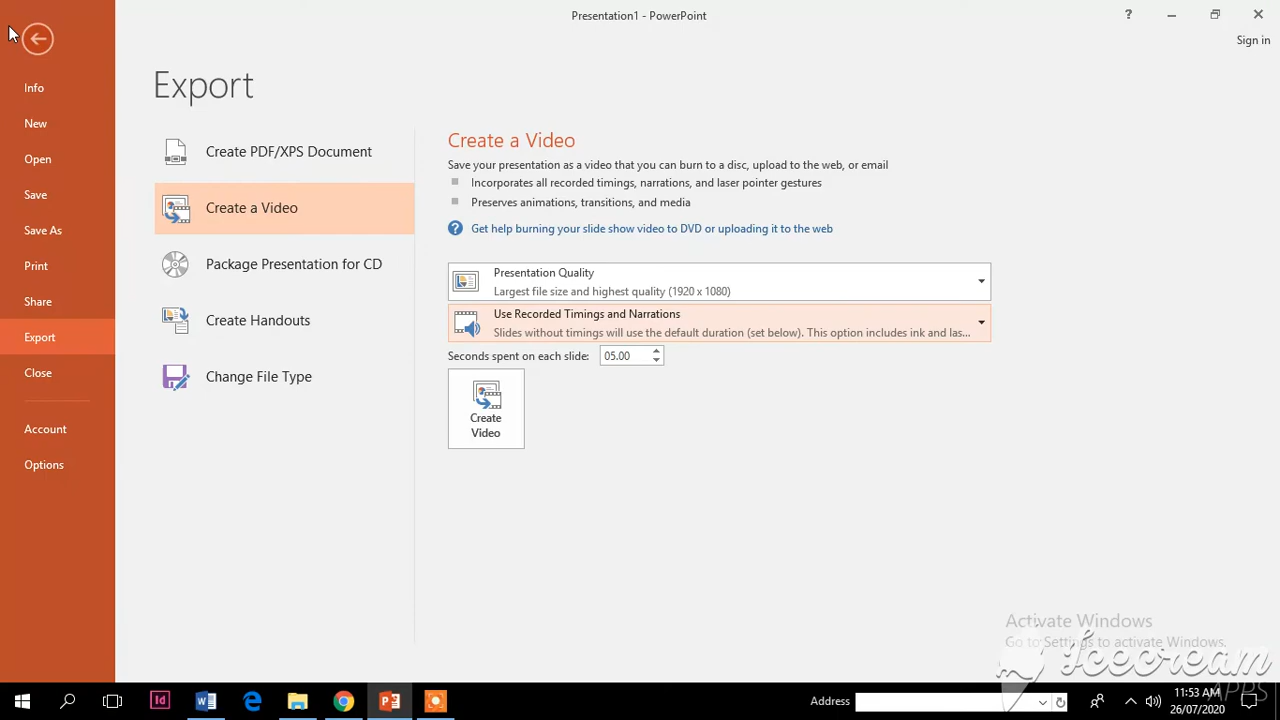 Presentation1 - PowerPoint
?
Sign in
Info
New
Open
Save
Save As
Print
Share
Export
Close
Account
Options
Export
Create PDF/XPS Document
Create a Video
Package Presentation for CD
Create Handouts
Change File Type
Create a Video
Save your presentation as a video that you can burn to a disc, upload to the web, or email
Incorporates all recorded timings, narrations, and laser pointer gestures
Preserves animations, transitions, and media
? Get help burning your slide show video to DVD or uploading it to the web
Presentation Quality
Largest file size and highest quality (1920 x 1080)
Use Recorded Timings and Narrations
Slides without timings will use the default duration (set below). This option includes ink and las...
Seconds spent on each slide: 05.00
Create
Video
Activate Windows
Go to Settings to activate Windows.
Icecream
APPS
Id
Address
11:53 AM
26/07/2020